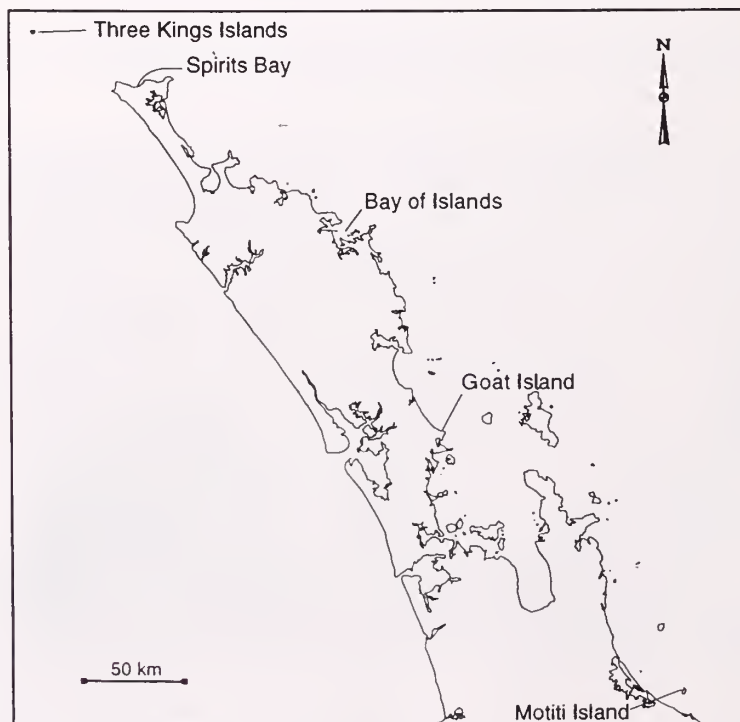 Three Kings Islands
Spirits Bay
N
Bay of Islands
Goat Island
50 km
Motiti Island